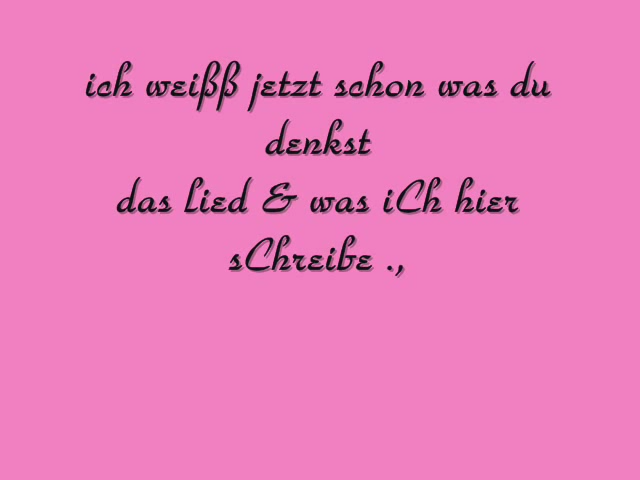 ich weißß jetzt schon was du
denkst
das lied & was iCh hier
sChreibe .,